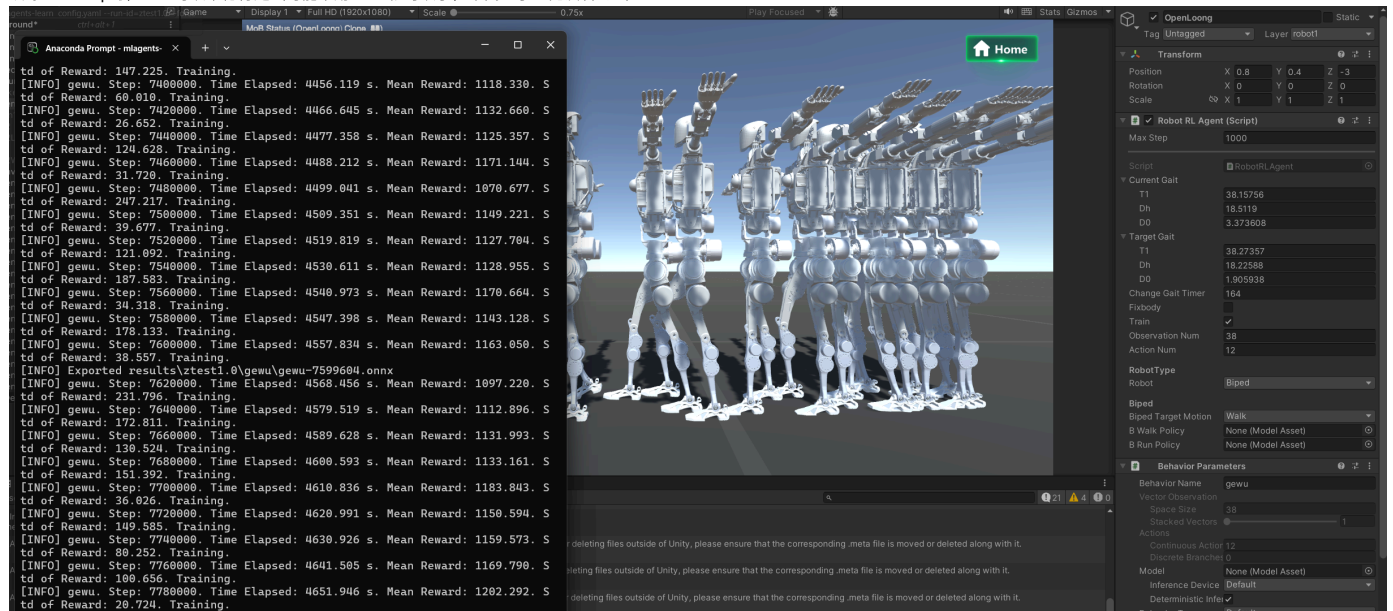 Game
Display 1
Full HD (1920x1080)
Scale
0.75x
Play Focused
Stats
Gizmos
MoB Status (OpenLoong) Clone
Home
Anaconda Prompt - mlagents-
td of Reward: 147.225. Training.
[INFO] gewu. Step: 7400000. Time Elapsed: 4456.119 s. Mean Reward: 1118.330. S
td of Reward: 60.010. Training.
[INFO] gewu. Step: 7420000. Time Elapsed: 4466.645 s. Mean Reward: 1132.660. S
td of Reward: 26.652. Training.
[INFO] gewu. Step: 7440000. Time Elapsed: 4477.358 s. Mean Reward: 1125.357. S
td of Reward: 124.628. Training.
[INFO] gewu. Step: 7460000. Time Elapsed: 4488.212 s. Mean Reward: 1171.144. S
td of Reward: 31.720. Training.
[INFO] gewu. Step: 7480000. Time Elapsed: 4499.041 s. Mean Reward: 1070.677. S
td of Reward: 247.217. Training.
[INFO] gewu. Step: 7500000. Time Elapsed: 4509.351 s. Mean Reward: 1149.221. S
td of Reward: 39.677. Training.
[INFO] gewu. Step: 7520000. Time Elapsed: 4519.819 s. Mean Reward: 1127.704. S
td of Reward: 121.092. Training.
[INFO] gewu. Step: 7540000. Time Elapsed: 4530.611 s. Mean Reward: 1128.955. S
td of Reward: 187.583. Training.
[INFO] gewu. Step: 7560000. Time Elapsed: 4540.973 s. Mean Reward: 1170.664. S
td of Reward: 34.318. Training.
[INFO] gewu. Step: 7580000. Time Elapsed: 4547.398 s. Mean Reward: 1143.128. S
td of Reward: 178.133. Training.
[INFO] gewu. Step: 7600000. Time Elapsed: 4557.834 s. Mean Reward: 1163.050. S
td of Reward: 38.557. Training.
[INFO] Exported results\ztest1.0\gewu\gewu-7599604.onnx
[INFO] gewu. Step: 7620000. Time Elapsed: 4568.456 s. Mean Reward: 1097.220. S
td of Reward: 231.796. Training.
[INFO] gewu. Step: 7640000. Time Elapsed: 4579.519 s. Mean Reward: 1112.896. S
td of Reward: 172.811. Training.
[INFO] gewu. Step: 7660000. Time Elapsed: 4589.628 s. Mean Reward: 1131.993. S
td of Reward: 130.524. Training.
[INFO] gewu. Step: 7680000. Time Elapsed: 4600.593 s. Mean Reward: 1133.161. S
td of Reward: 151.392. Training.
[INFO] gewu. Step: 7700000. Time Elapsed: 4610.836 s. Mean Reward: 1183.843. S
td of Reward: 36.026. Training.
[INFO] gewu. Step: 7720000. Time Elapsed: 4620.991 s. Mean Reward: 1150.594. S
td of Reward: 149.585. Training.
[INFO] gewu. Step: 7740000. Time Elapsed: 4630.926 s. Mean Reward: 1159.573. S
td of Reward: 80.252. Training.
[INFO] gewu. Step: 7760000. Time Elapsed: 4641.505 s. Mean Reward: 1169.790. S
td of Reward: 100.656. Training.
[INFO] gewu. Step: 7780000. Time Elapsed: 4651.946 s. Mean Reward: 1202.292. S
td of Reward: 20.724. Training.
21 4 0
deleting files outside of Unity, please ensure that the corresponding .meta file is moved or deleted along with it.
eleting files outside of Unity, please ensure that the corresponding .meta file is moved or deleted along with it.
deleting files outside of Unity, please ensure that the corresponding .meta file is moved or deleted along with it.
OpenLoong Static
Tag Untagged Layer robot1
Transform
Position X 0.8 Y 0.4 Z -3
Rotation X 0 Y 0 Z 0
Scale X 1 Y 1 Z 1
Robot RL Agent (Script)
Max Step 1000
Script RobotRLAgent
Current Gait
T1 38.15756
Dh 18.5119
D0 3.373608
Target Gait
T1 38.27357
Dh 18.22588
D0 1.905938
Change Gait Timer 164
Fixbody
Train
Observation Num 38
Action Num 12
RobotType
Robot Biped
Biped
Biped Target Motion Walk
B Walk Policy None (Model Asset)
B Run Policy None (Model Asset)
Behavior Parameters
Behavior Name gewu
Vector Observation
Space Size 38
Stacked Vectors 1
Actions
Continuous Action 12
Discrete Branches 0
Model None (Model Asset)
Inference Device Default
Deterministic Infer